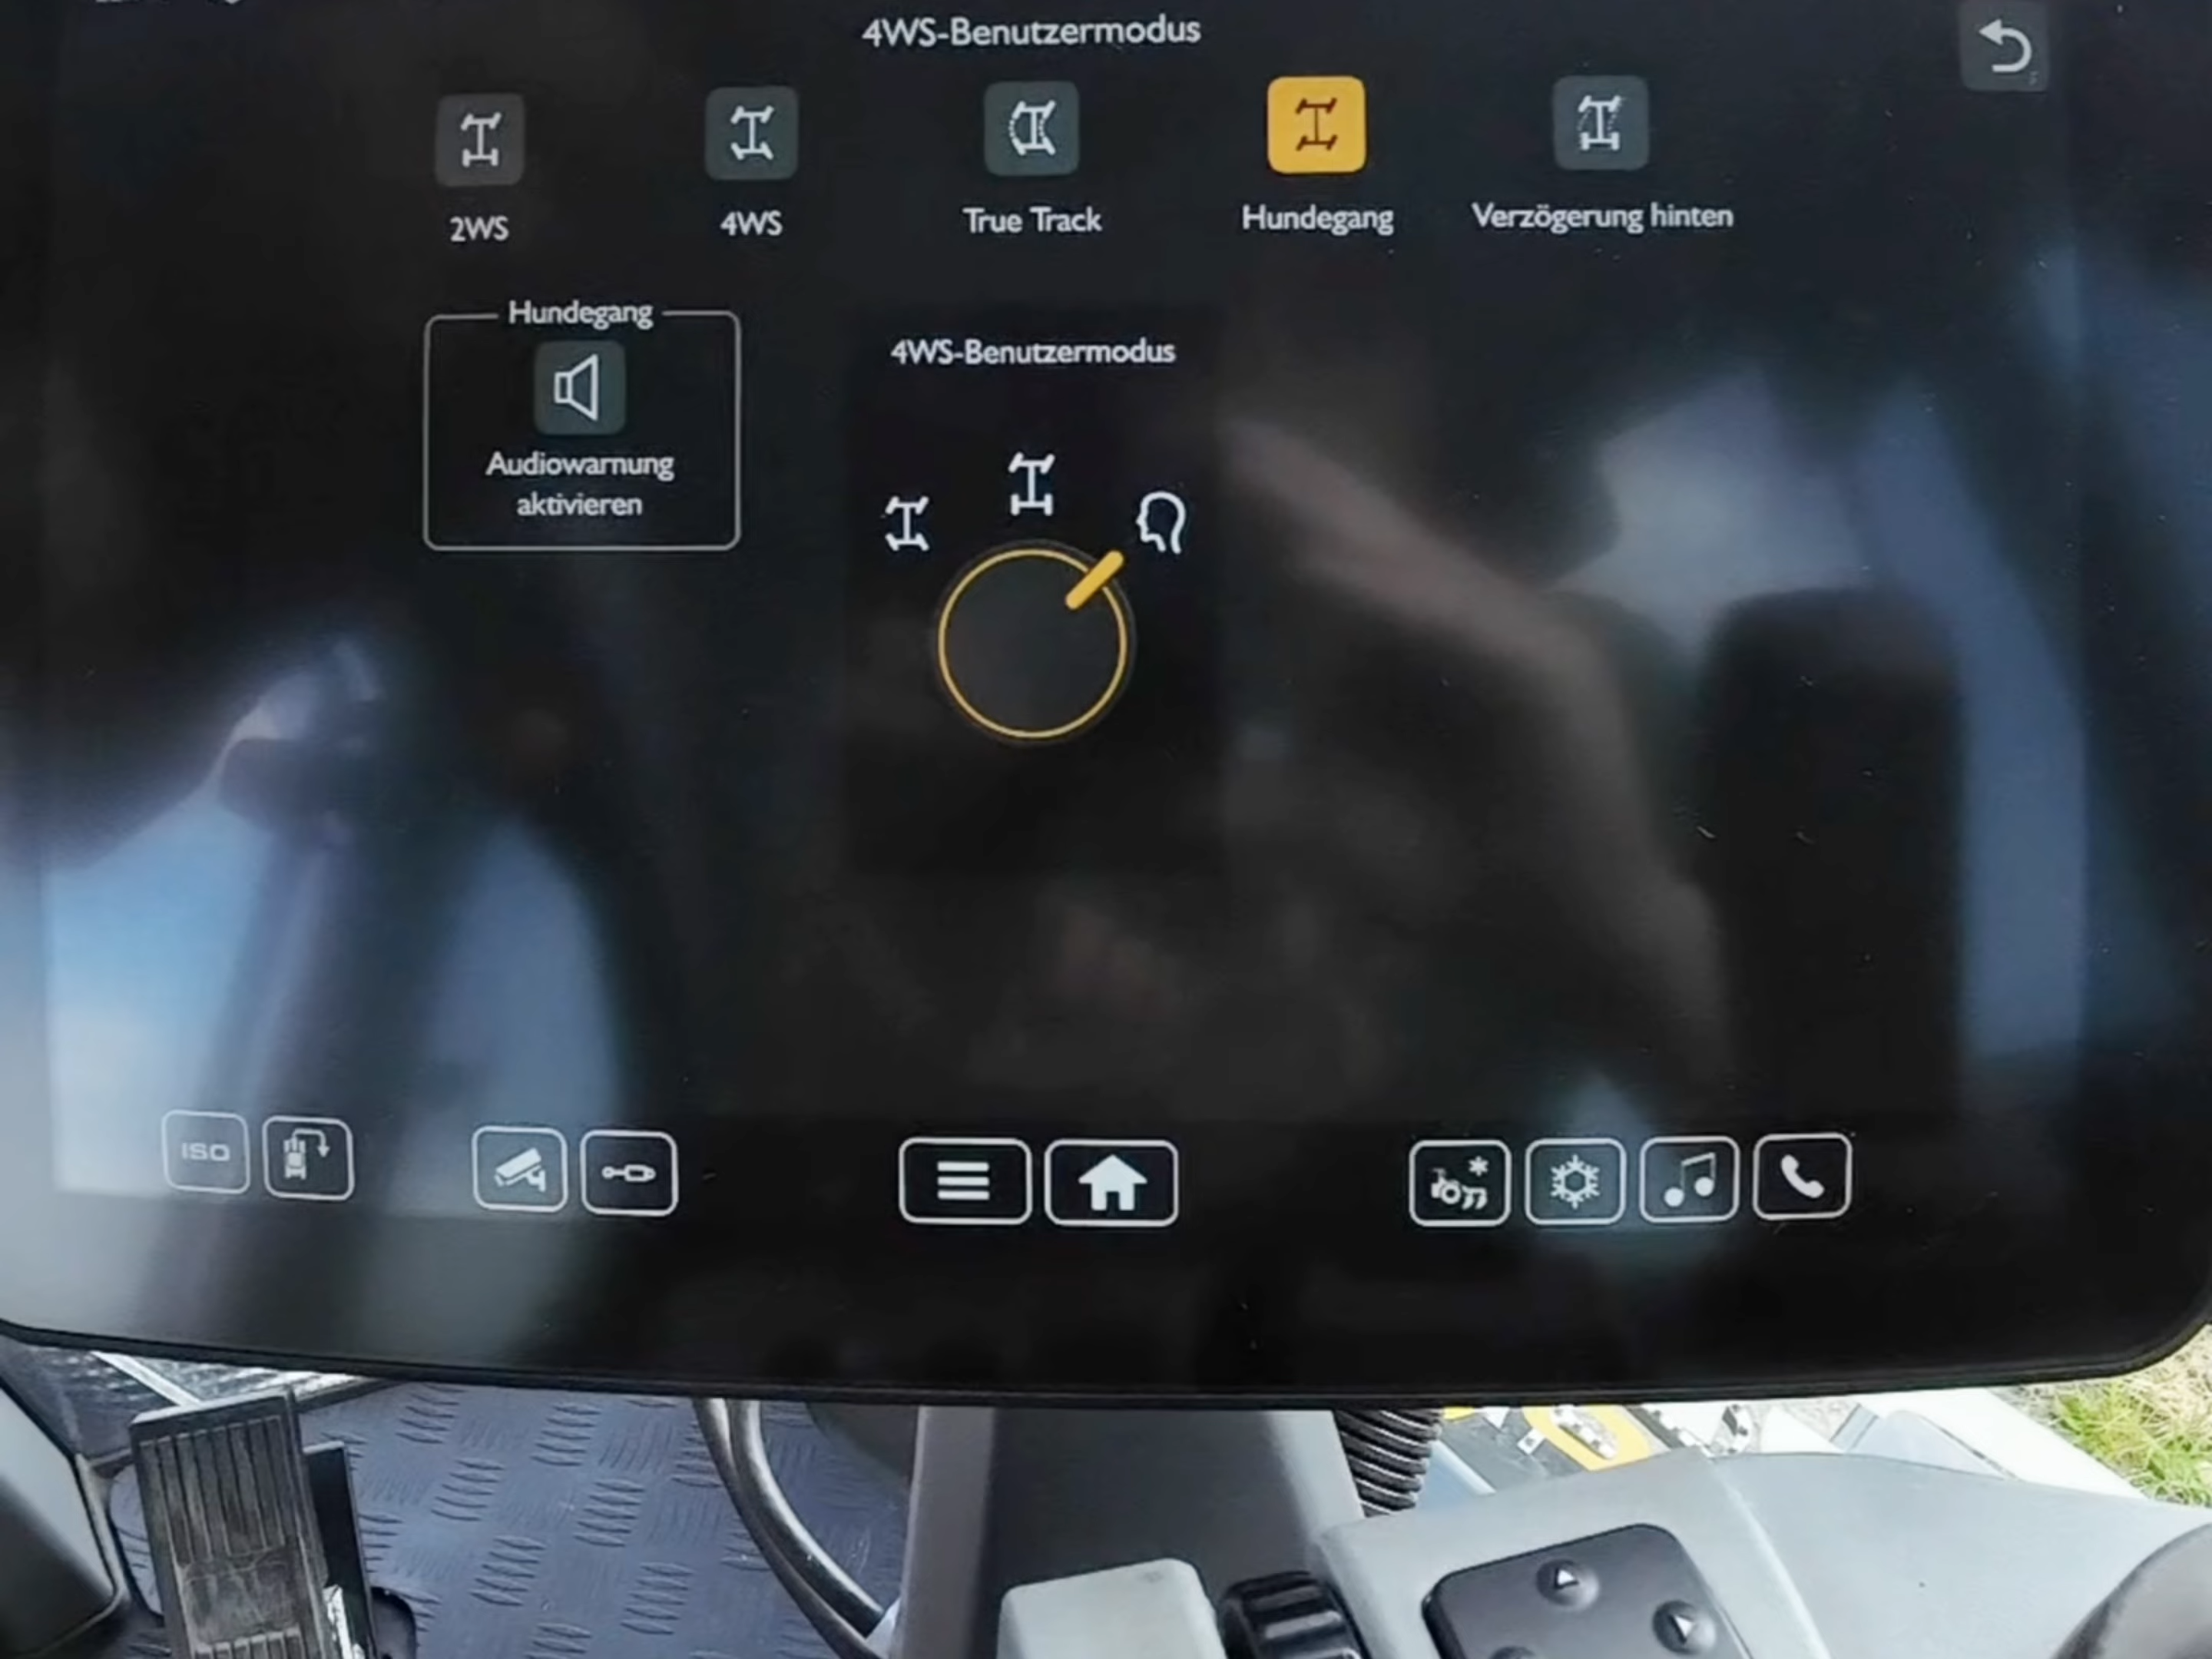 4WS-Benutzermodus
2WS
4WS
True Track
Hundegang
Verzögerung hinten
Hundegang
Audiowarnung
aktivieren
4WS-Benutzermodus
ISO